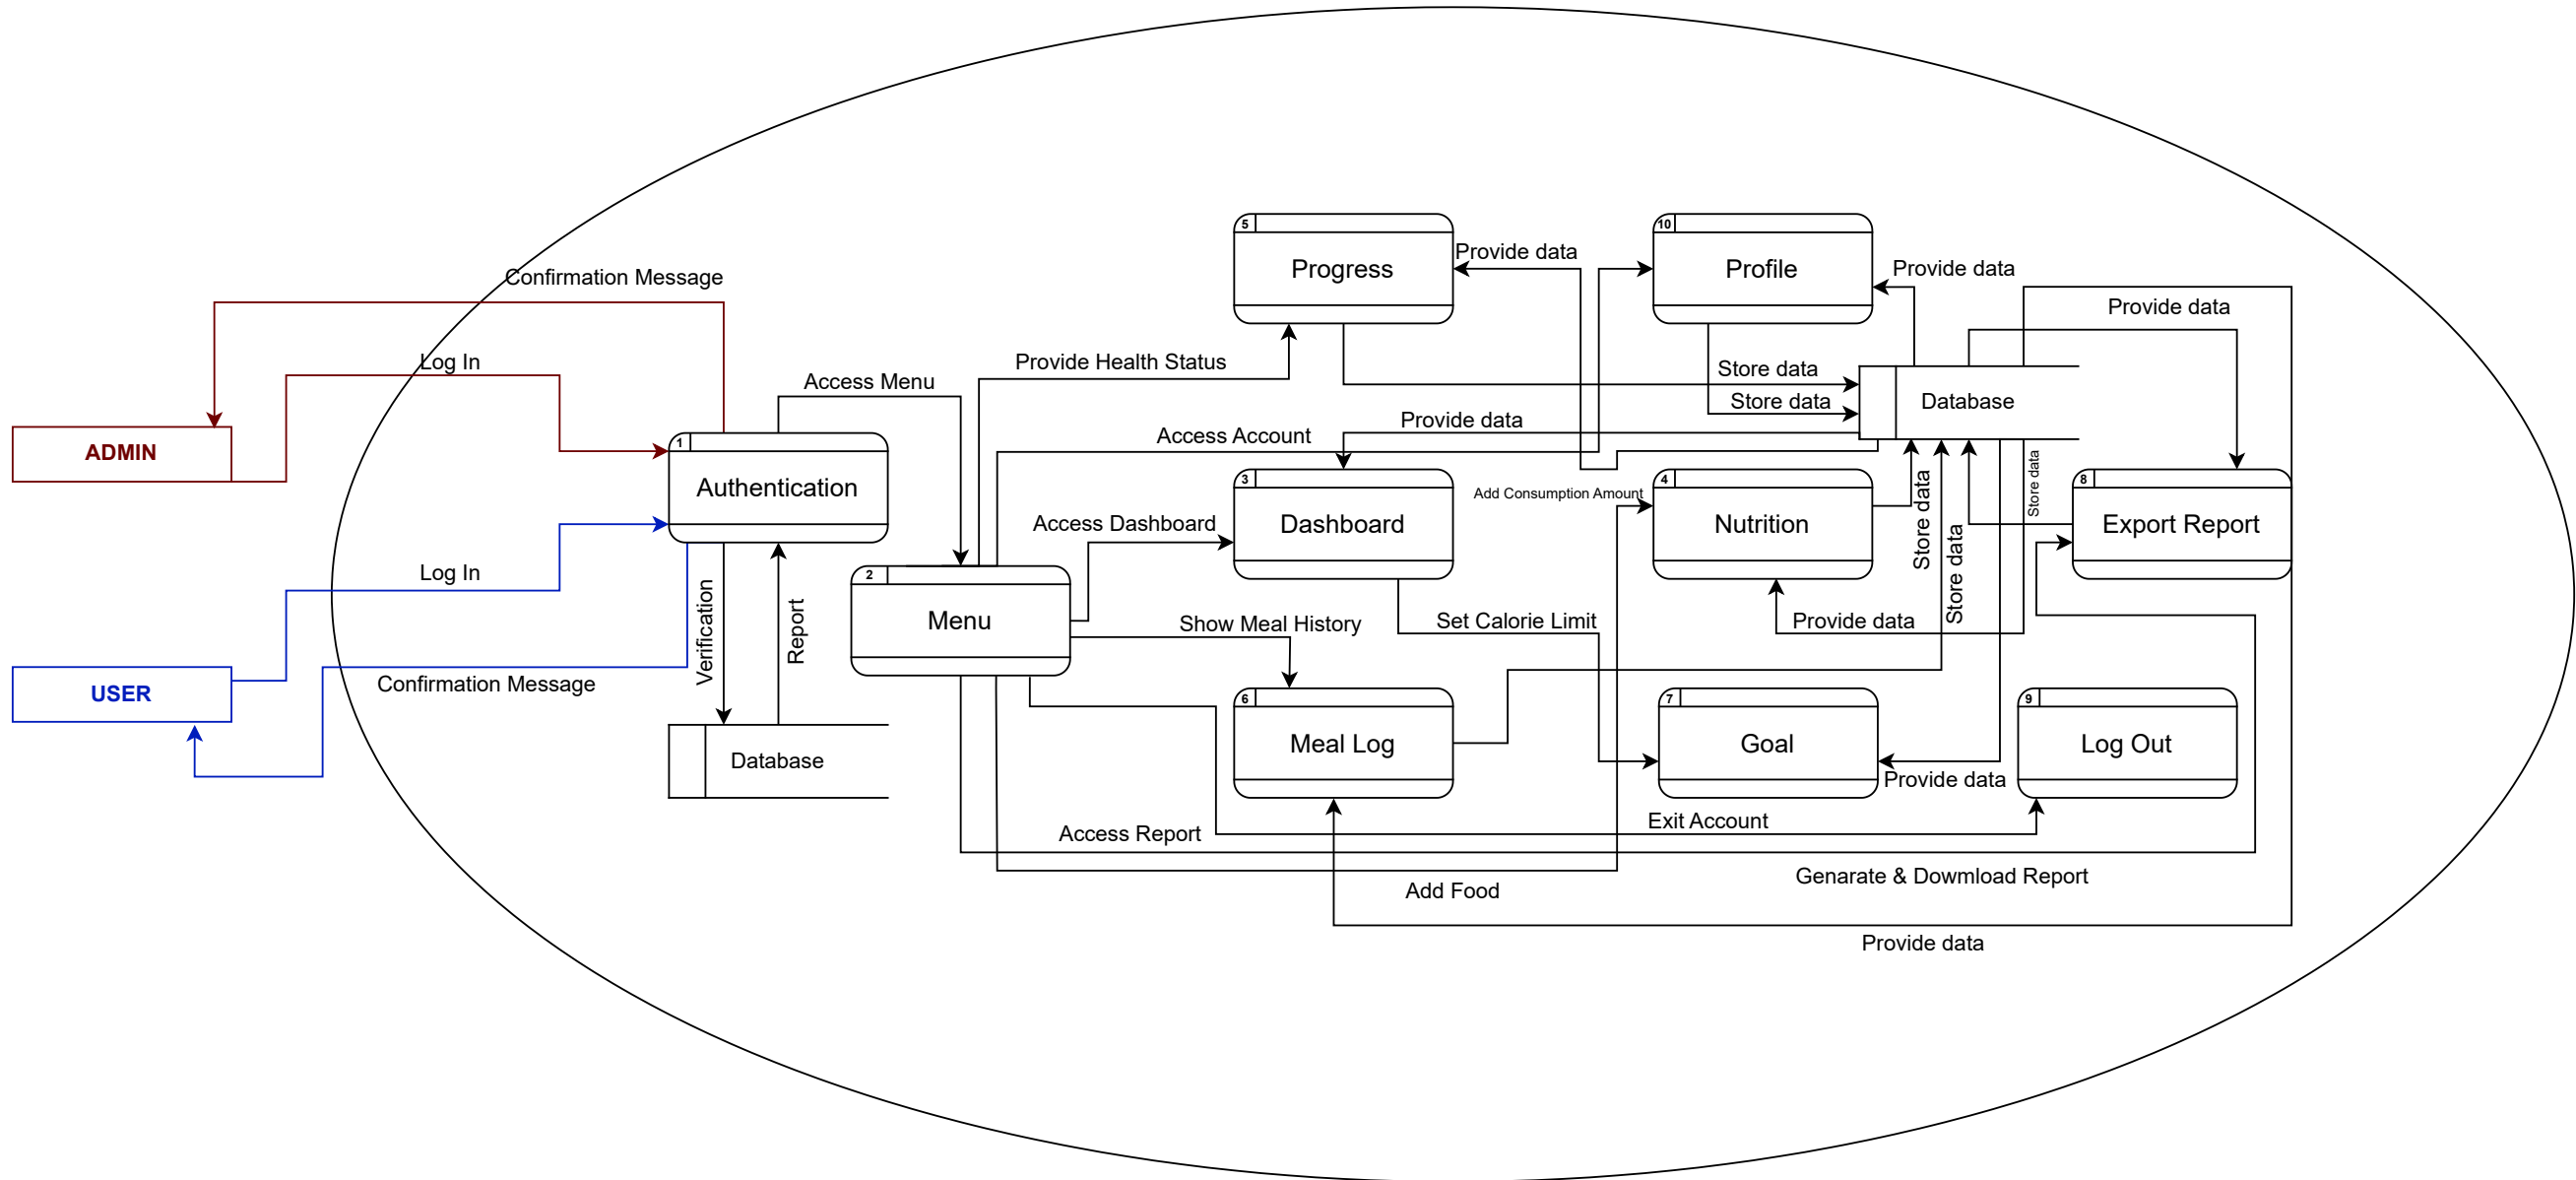 5
Progress
10
Profile
Provide data
Provide data
Confirmation Message
Provide data
Log In
Provide Health Status
Access Menu
Store data
Store data
Database
Provide data
Access Account
ADMIN
1
Authentication
3
Dashboard
Add Consumption Amount
4
Nutrition
Store data
Store data
Store data
8
Export Report
Access Dashboard
Log In
2
Menu
Verification
Report
Show Meal History
Set Calorie Limit
Provide data
USER
Confirmation Message
6
Meal Log
7
Goal
9
Log Out
Database
Provide data
Exit Account
Access Report
Genarate & Dowmload Report
Add Food
Provide data